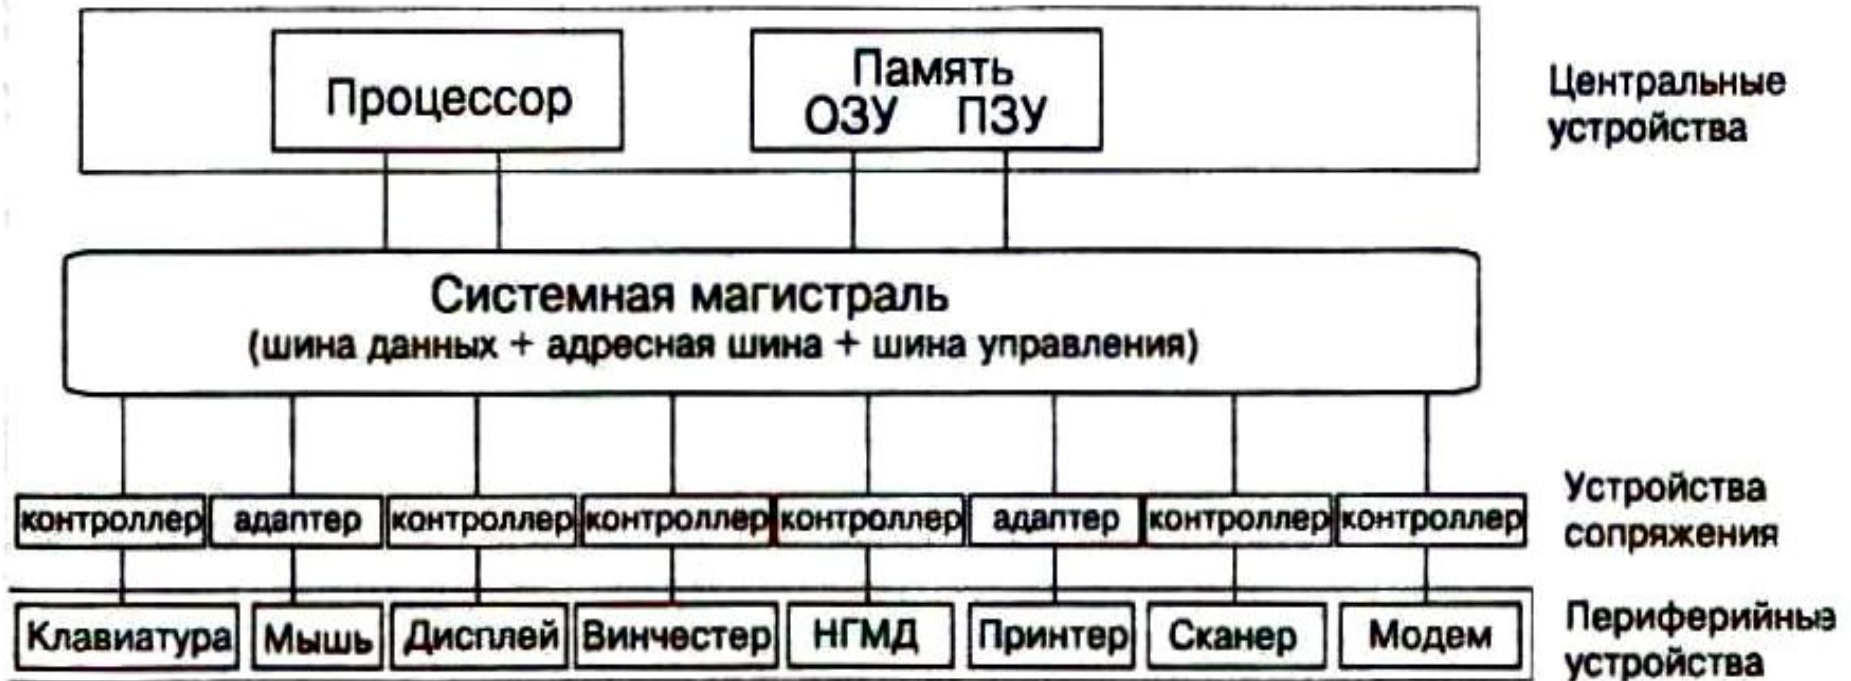 Процессор
Память
ОЗУ ПЗУ
Центральные
устройства
Системная магистраль
(шина данных + адресная шина + шина управления)
контроллер адаптер контроллер контроллер контроллер адаптер контроллер контроллер
Устройства
сопряжения
Клавиатура Мышь Дисплей Винчестер НГМД Принтер Сканер Модем
Периферийные
устройства